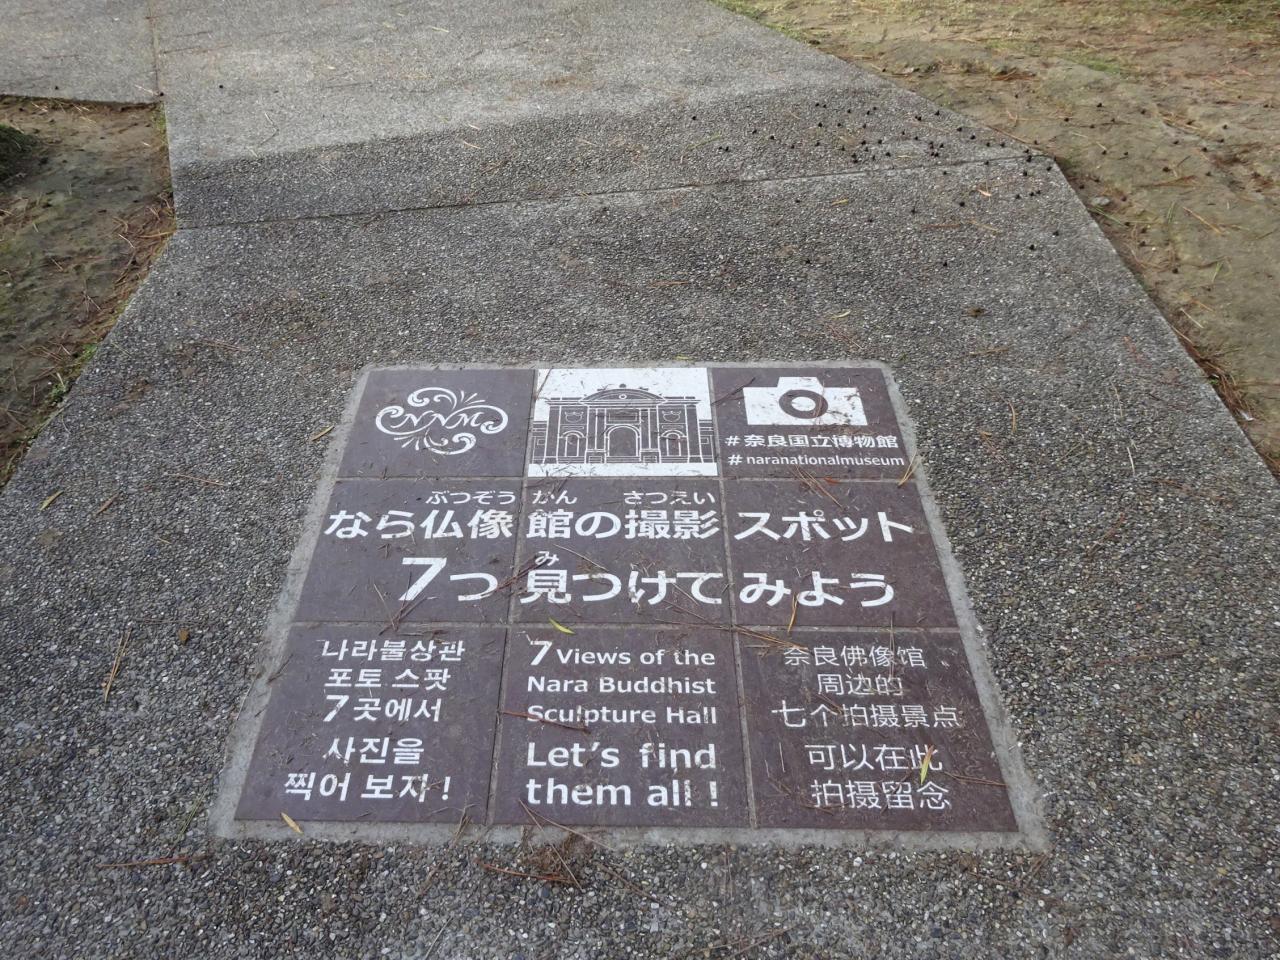 NNM
#奈良国立博物館
#naranationalmuseum
ぶつぞう かん さつえい
なら仏像館の撮影スポット
み
7つ見つけてみよう
나라불상관
포토 스팟
7곳에서
사진을
찍어 보자!
7 Views of the
Nara Buddhist
Sculpture Hall
Let's find
them all!
奈良佛像馆
周边的
七个拍摄景点
可以在此
拍摄留念